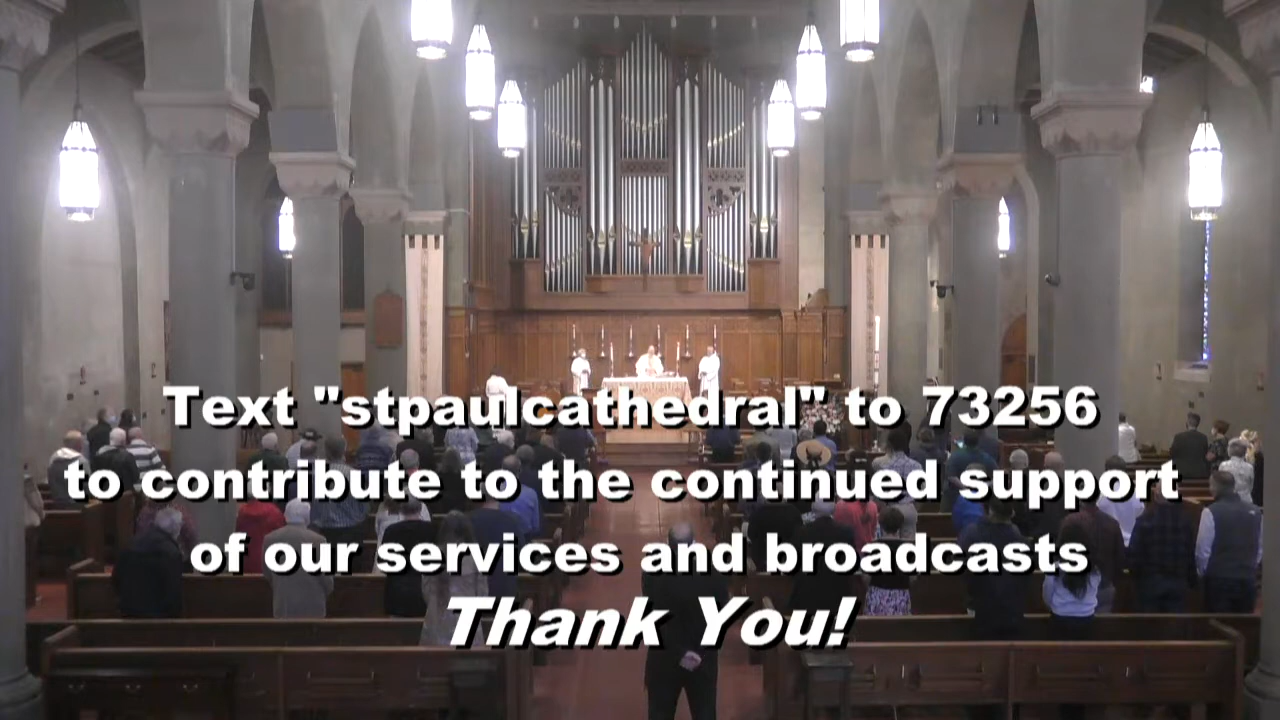 Text "stpaulcathedral" to 73256
to contribute to the continued support
of our services and broadcasts
Thank You!